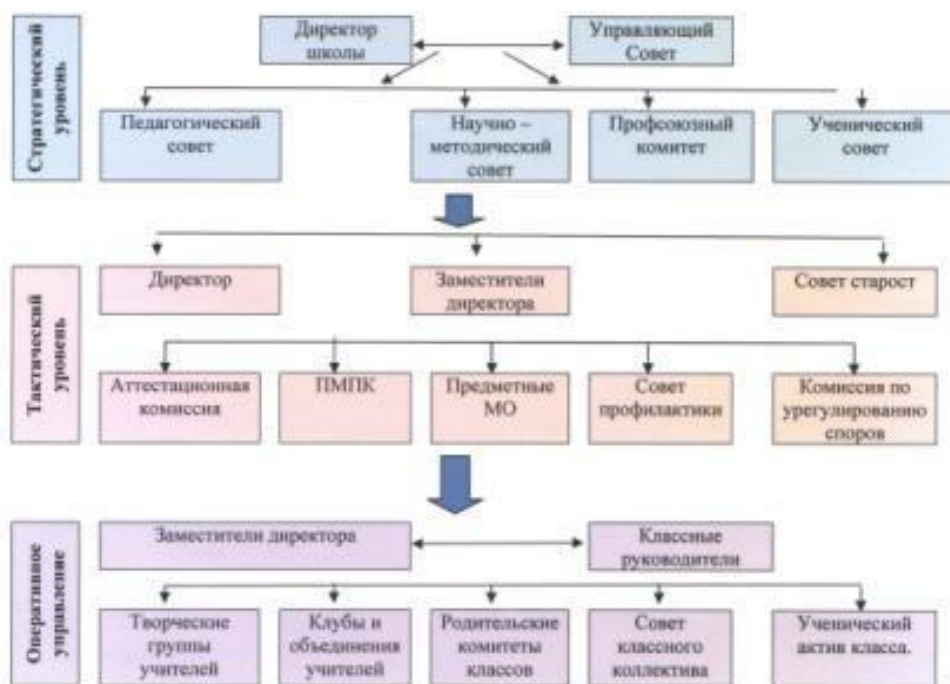 Стратегический
уровень
Директор
школы
Управляющий
Совет
Педагогический
совет
Научно –
методический
совет
Профсоюзный
комитет
Ученический
совет
Тактический
уровень
Директор
Заместители
директора
Совет старост
Аттестационная
комиссия
ПМПК
Предметные
МО
Совет
профилактики
Комиссия по
урегулированию
споров
Оперативное
управление
Заместители директора
Классные
руководители
Творческие
группы
учителей
Клубы и
объединения
учителей
Родительские
комитеты
классов
Совет
классного
коллектива
Ученический
актив класса.